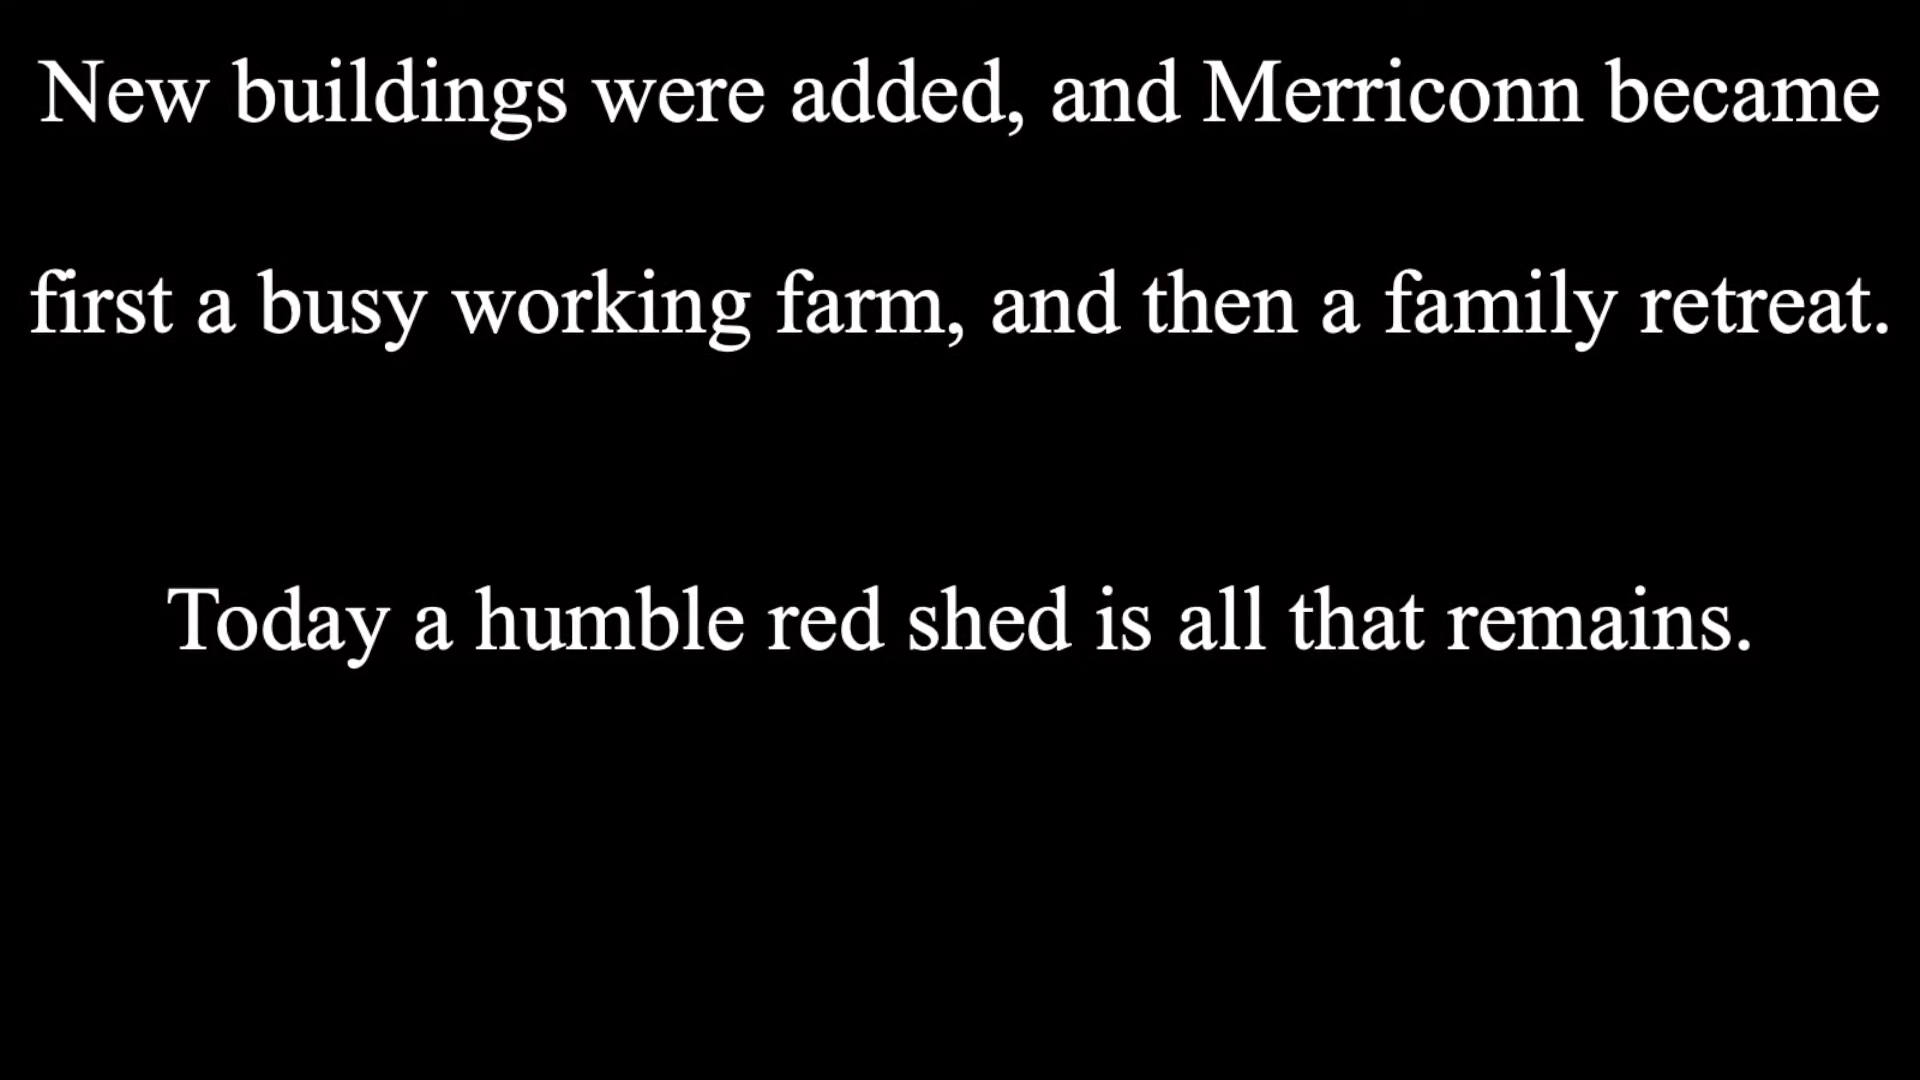 New buildings were added, and Merriconn became
first a busy working farm, and then a family retreat.
Today a humble red shed is all that remains.